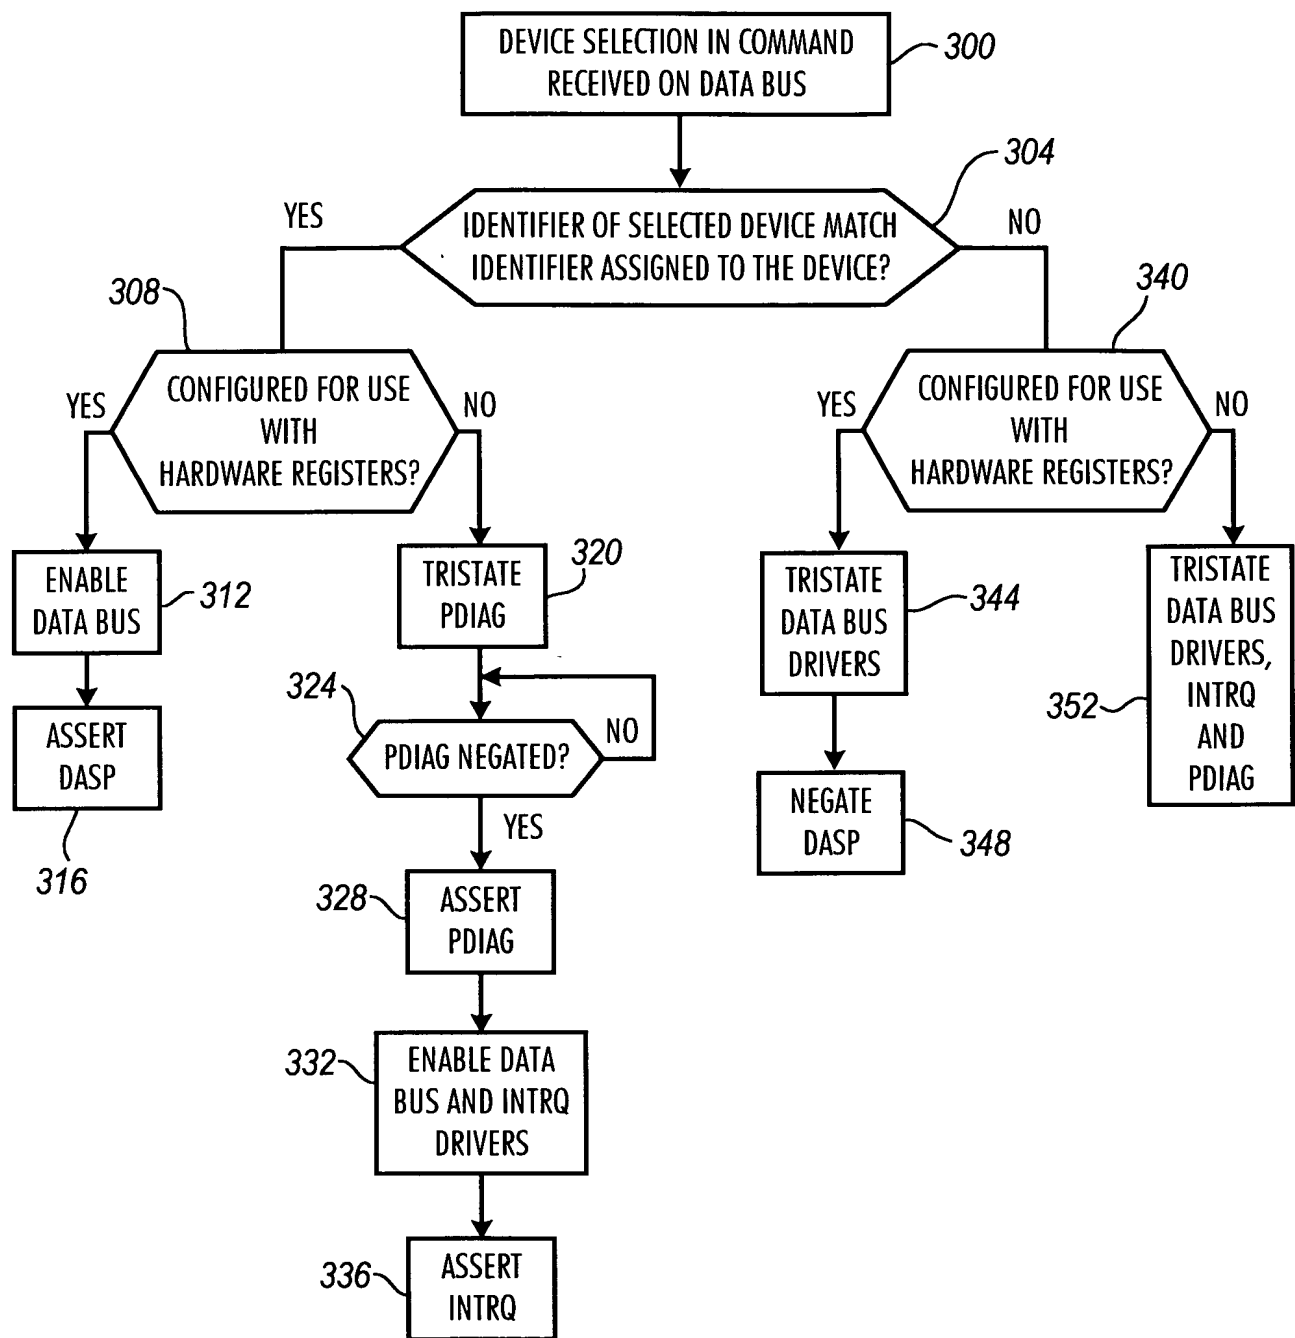 DEVICE SELECTION IN COMMAND
RECEIVED ON DATA BUS
300
304
YES
IDENTIFIER OF SELECTED DEVICE MATCH
IDENTIFIER ASSIGNED TO THE DEVICE?
NO
308
340
YES
CONFIGURED FOR USE
WITH
HARDWARE REGISTERS?
NO
YES
CONFIGURED FOR USE
WITH
HARDWARE REGISTERS?
NO
ENABLE
DATA BUS
312
ASSERT
DASP
316
TRISTATE
PDIAG
320
324
PDIAG NEGATED?
NO
YES
328
ASSERT
PDIAG
332
ENABLE DATA
BUS AND INTRQ
DRIVERS
336
ASSERT
INTRQ
TRISTATE
DATA BUS
DRIVERS
344
NEGATE
DASP
348
TRISTATE
DATA BUS
DRIVERS,
INTRQ
AND
PDIAG
352